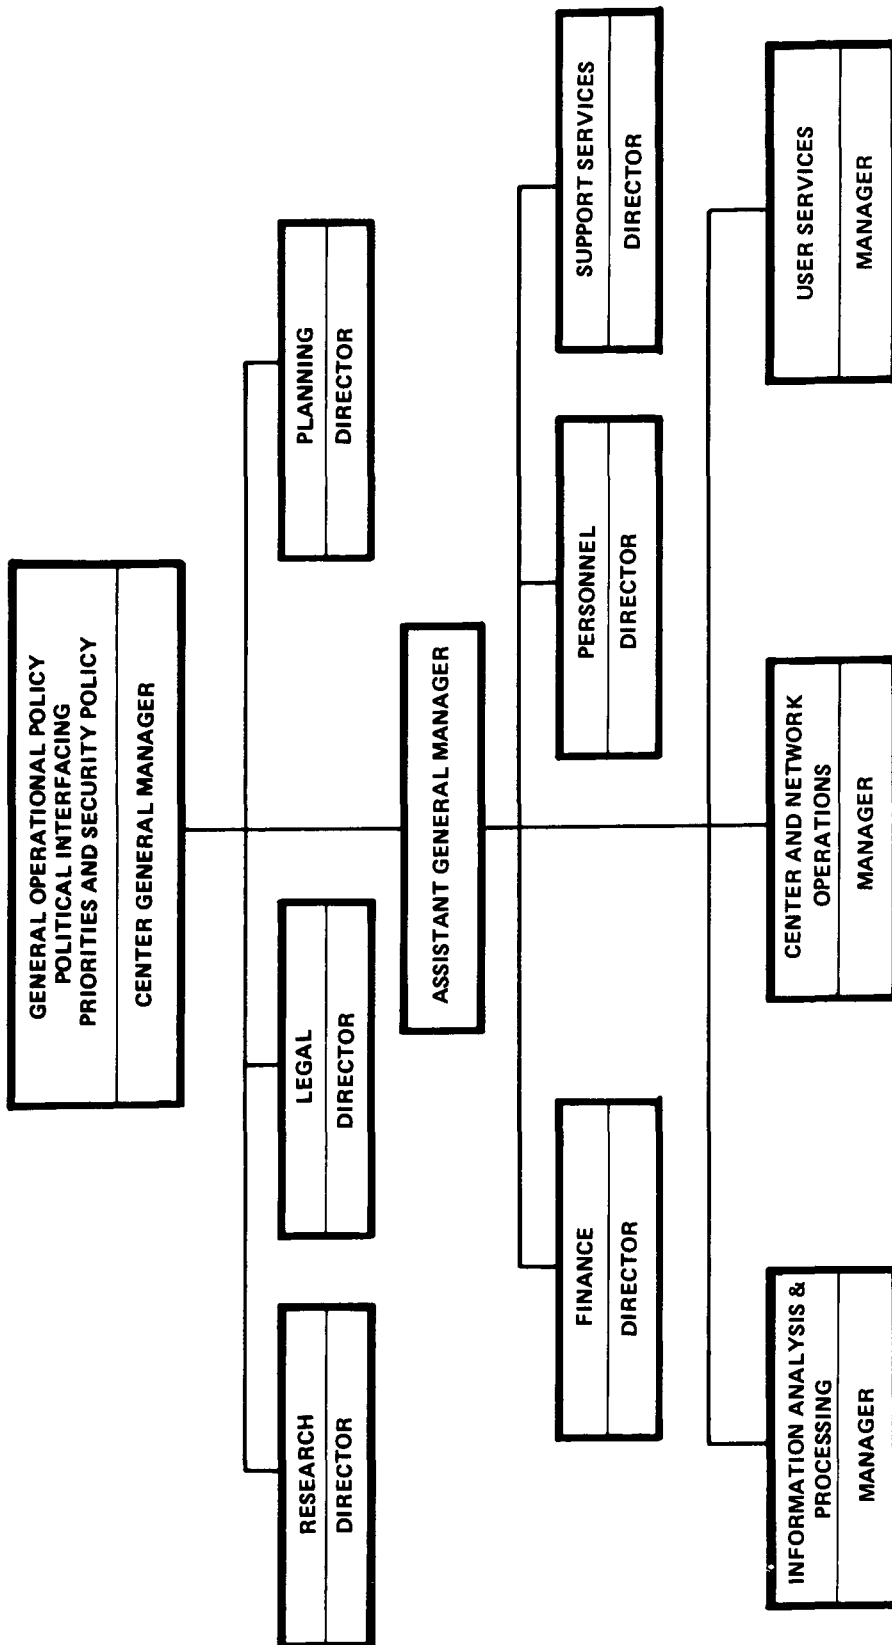 GENERAL OPERATIONAL POLICY
POLITICAL INTERFACING
PRIORITIES AND SECURITY POLICY
CENTER GENERAL MANAGER
RESEARCH
DIRECTOR
LEGAL
DIRECTOR
PLANNING
DIRECTOR
ASSISTANT GENERAL MANAGER
FINANCE
DIRECTOR
PERSONNEL
DIRECTOR
SUPPORT SERVICES
DIRECTOR
INFORMATION ANALYSIS &
PROCESSING
MANAGER
CENTER AND NETWORK
OPERATIONS
MANAGER
USER SERVICES
MANAGER